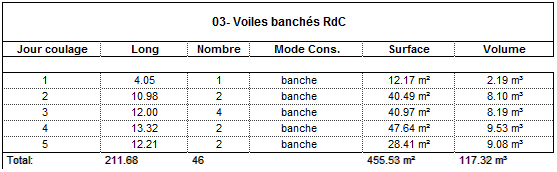 03- Voiles banchés RdC
Jour coulage Long Nombre Mode Cons. Surface Volume
1 4.05 1 banche 12.17 m² 2.19 m³
2 10.98 2 banche 40.49 m² 8.10 m³
3 12.00 4 banche 40.97 m² 8.19 m³
4 13.32 2 banche 47.64 m² 9.53 m³
5 12.21 2 banche 28.41 m² 9.08 m³
Total: 211.68 46 455.53 m² 117.32 m³